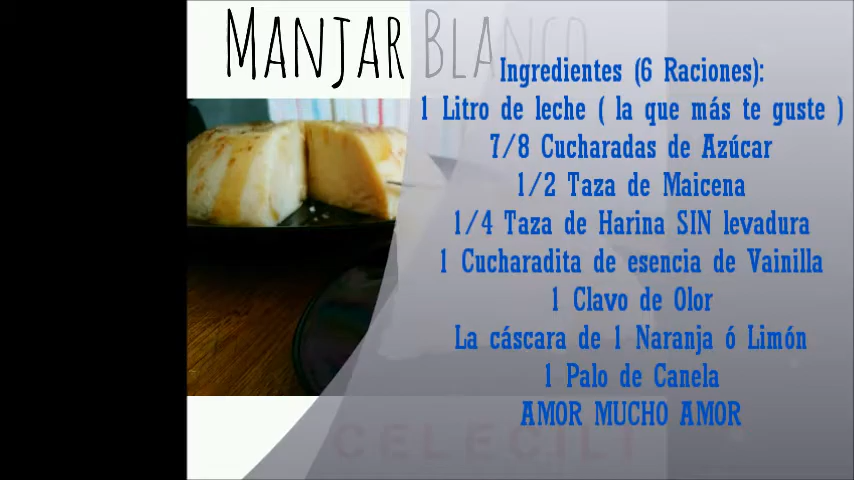 MANJAR BLANCO
Ingredientes (6 Raciones):
1 Litro de leche ( la que más te guste )
7/8 Cucharadas de Azúcar
1/2 Taza de Maicena
1/4 Taza de Harina SIN levadura
1 Cucharadita de esencia de Vainilla
1 Clavo de Olor
La cáscara de 1 Naranja ó Limón
1 Palo de Canela
AMOR MUCHO AMOR
CELECILI